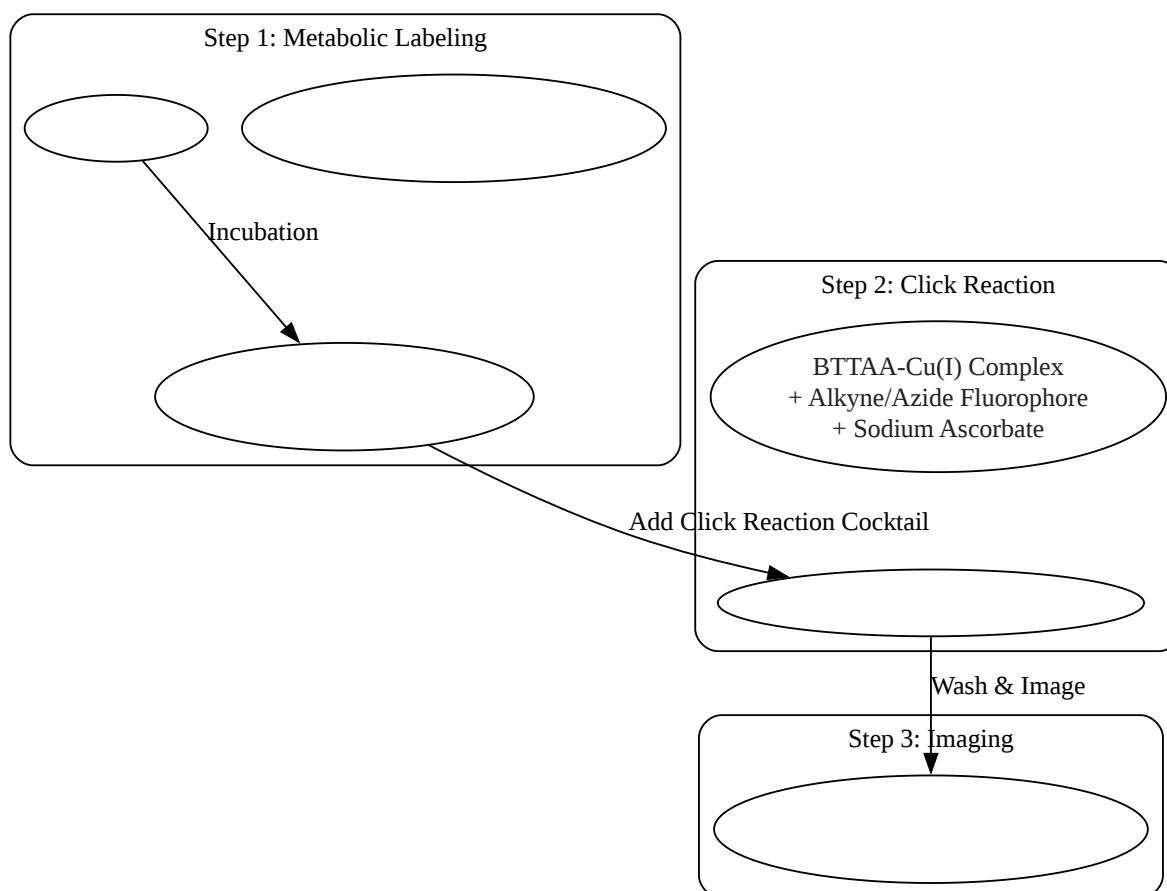 Step 1: Metabolic Labeling
Incubation
Step 2: Click Reaction
BTTAA-Cu(I) Complex
+ Alkyne/Azide Fluorophore
+ Sodium Ascorbate
Add Click Reaction Cocktail
Wash & Image
Step 3: Imaging